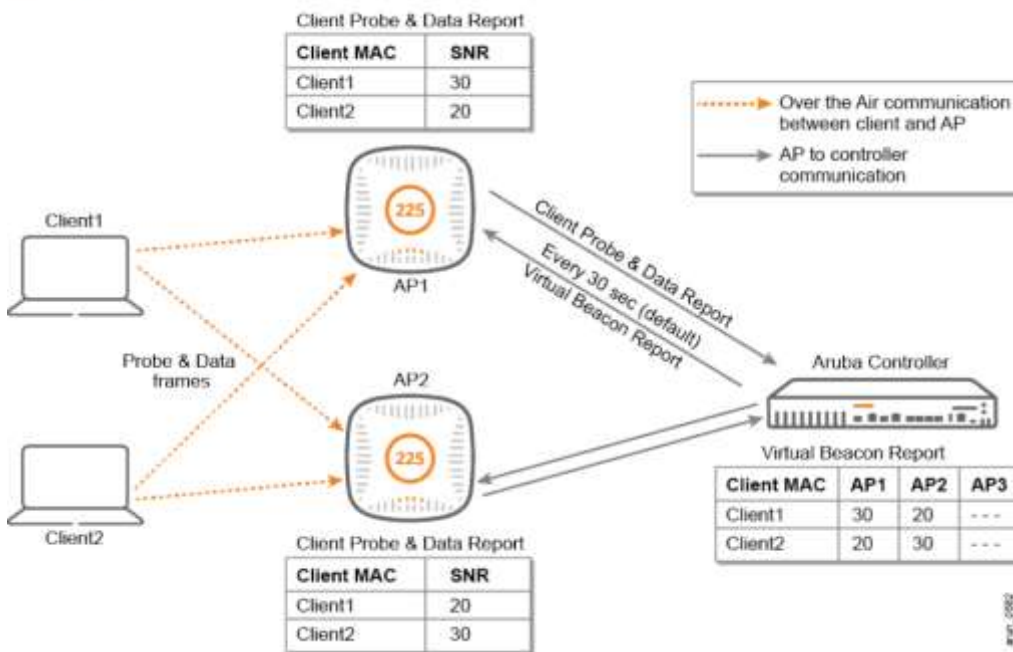 Client Probe & Data Report
Client MAC SNR
Client1 30
Client2 20
Over the Air communication
between client and AP
AP to controller
communication
Client1
225
AP1
Client Probe & Data Report
Every 30 sec (default)
Virtual Beacon Report
Probe & Data
frames
AP2
225
Aruba Controller
Client2
Virtual Beacon Report
Client MAC AP1 AP2 AP3
Client1 30 20 ---
Client2 20 30 ---
Client Probe & Data Report
Client MAC SNR
Client1 20
Client2 30